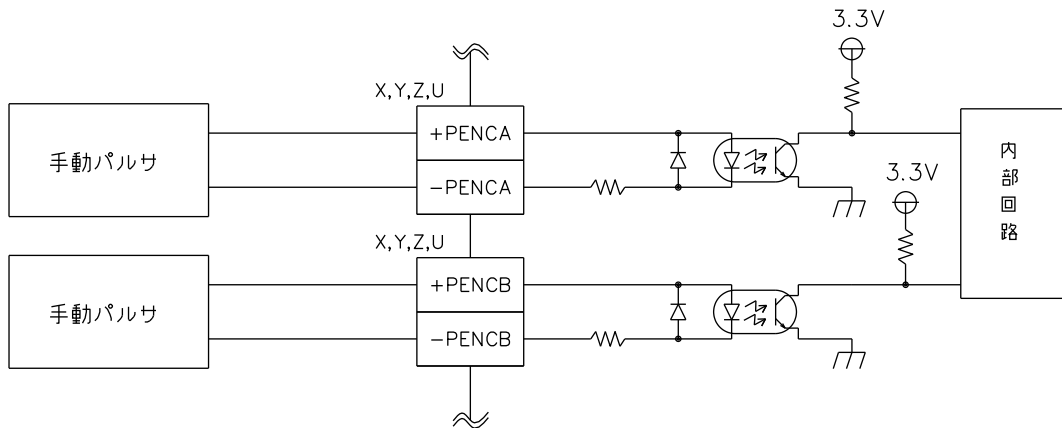 3.3V
X,Y,Z,U
手動パルサ
+PENCA
-PENCA
3.3V
内部回路
X,Y,Z,U
手動パルサ
+PENCB
-PENCB